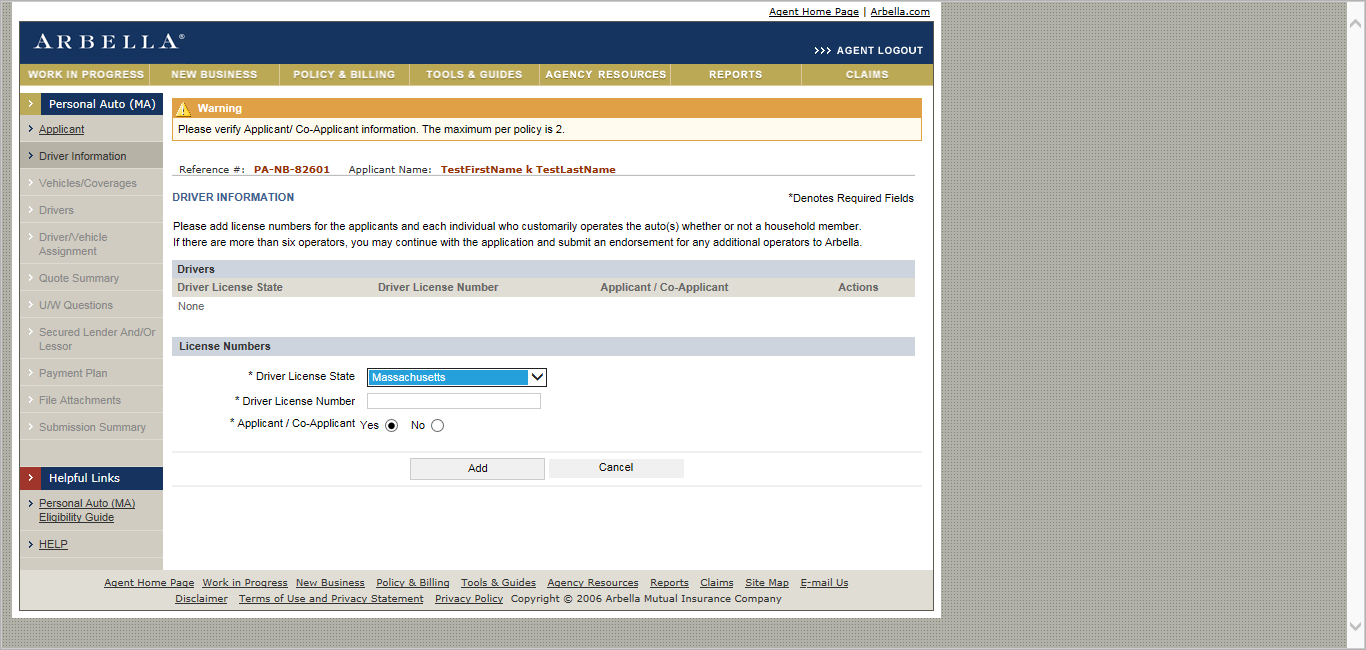 Agent Home Page | Arbella.com
ARBELLA®
>>> AGENT LOGOUT
WORK IN PROGRESS NEW BUSINESS POLICY & BILLING TOOLS & GUIDES AGENCY RESOURCES REPORTS CLAIMS
Personal Auto (MA)
Applicant
Driver Information
Vehicles/Coverages
Drivers
Driver/Vehicle
Assignment
Quote Summary
U/W Questions
Secured Lender And/Or
Lessor
Payment Plan
File Attachments
Submission Summary
Helpful Links
Personal Auto (MA)
Eligibility Guide
HELP
Warning
Please verify Applicant/ Co-Applicant information. The maximum per policy is 2.
Reference #: PA-NB-82601 Applicant Name: TestFirstName k TestLastName
DRIVER INFORMATION
*Denotes Required Fields
Please add license numbers for the applicants and each individual who customarily operates the auto(s) whether or not a household member.
If there are more than six operators, you may continue with the application and submit an endorsement for any additional operators to Arbella.
Drivers
Driver License State Driver License Number Applicant / Co-Applicant Actions
None
License Numbers
* Driver License State Massachusetts
* Driver License Number
* Applicant / Co-Applicant Yes No
Add Cancel
Agent Home Page Work in Progress New Business Policy & Billing Tools & Guides Agency Resources Reports Claims Site Map E-mail Us
Disclaimer Terms of Use and Privacy Statement Privacy Policy Copyright © 2006 Arbella Mutual Insurance Company